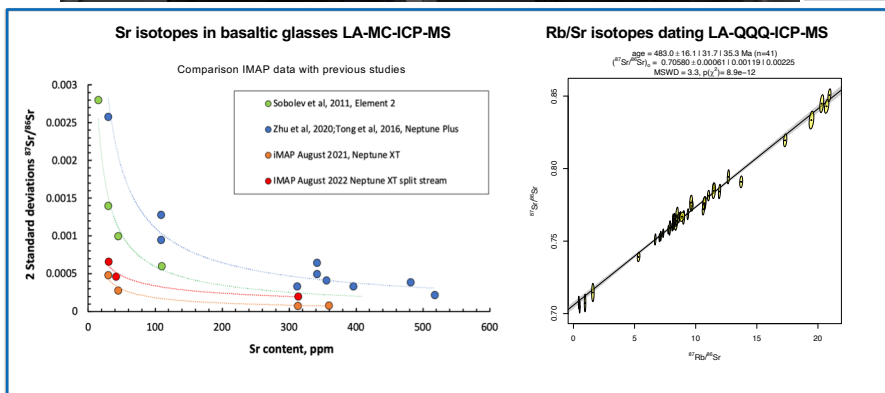 Sr isotopes in basaltic glasses LA-MC-ICP-MS
Comparison IMAP data with previous studies
0.003
0.0025
0.002
0.0015
0.001
0.0005
0
2 Standard deviations ⁸⁷Sr/⁸⁶Sr
Sobolev et al, 2011, Element 2
Zhu et al, 2020;Tong et al, 2016, Neptune Plus
iMAP August 2021, Neptune XT
IMAP August 2022 Neptune XT split stream
0 100 200 300 400 500 600
Sr content, ppm
Rb/Sr isotopes dating LA-QQQ-ICP-MS
age = 483.0 ± 16.1 | 31.7 | 35.3 Ma (n=41)
(⁸⁷Sr/⁸⁶Sr)ₒ = 0.70580 ± 0.00061 | 0.00119 | 0.00225
MSWD = 3.3, p(χ²)= 8.9e−12
0.85
0.80
0.75
0.70
⁸⁷Sr/⁸⁶Sr
0 5 10 15 20
⁸⁷Rb/⁸⁶Sr